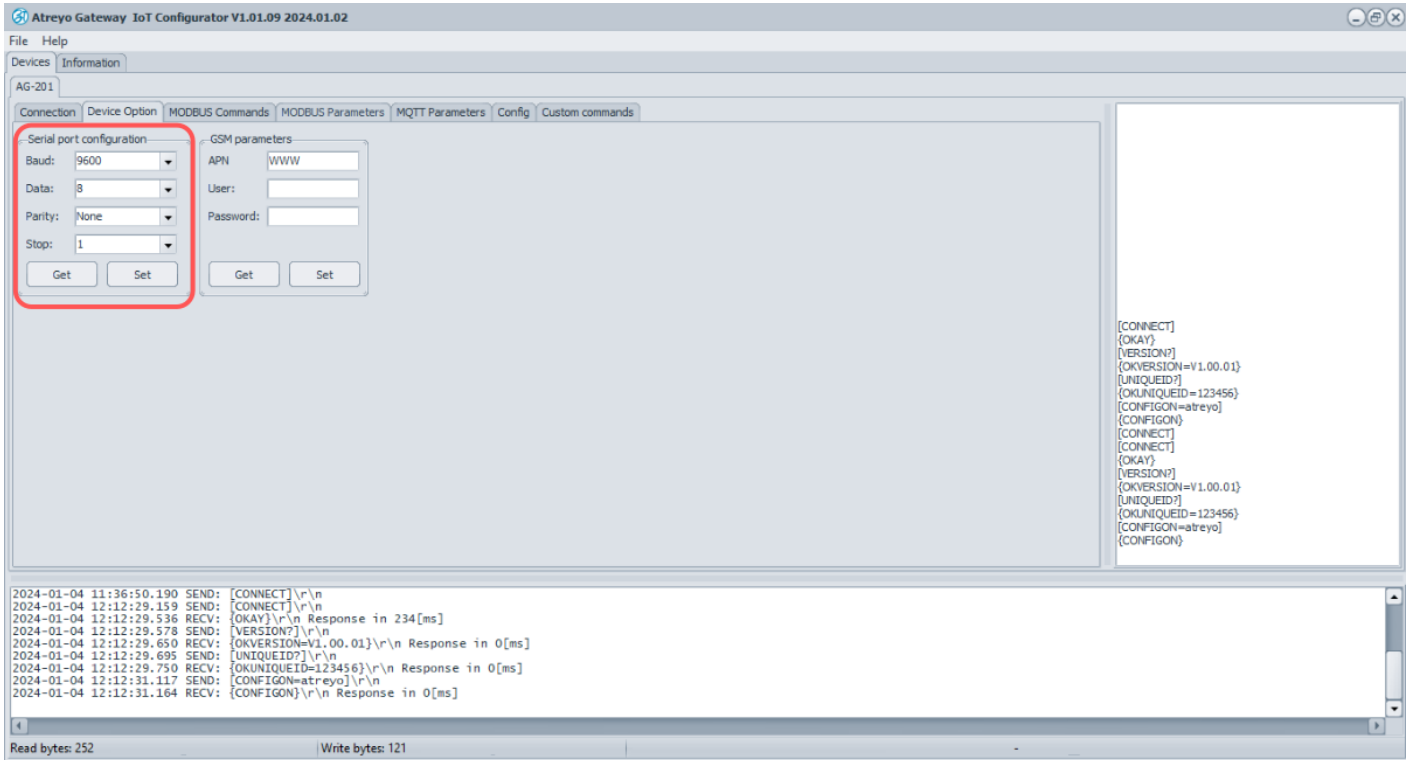 Atreyo Gateway IoT Configurator V1.01.09 2024.01.02
File Help
Devices Information
AG-201
Connection Device Option MODBUS Commands MODBUS Parameters MQTT Parameters Config Custom commands
Serial port configuration
Baud: 9600
Data: 8
Parity: None
Stop: 1
Get Set
GSM parameters
APN WWW
User:
Password:
Get Set
[CONNECT]
{OKAY}
[VERSION?]
{OKVERSION=V1.00.01}
[UNIQUEID?]
{OKUNIQUEID=123456}
[CONFIGON=atreyo]
{CONFIGON}
[CONNECT]
[CONNECT]
{OKAY}
[VERSION?]
{OKVERSION=V1.00.01}
[UNIQUEID?]
{OKUNIQUEID=123456}
[CONFIGON=atreyo]
{CONFIGON}
2024-01-04 11:36:50.190 SEND: [CONNECT]\r\n
2024-01-04 12:12:29.159 SEND: [CONNECT]\r\n
2024-01-04 12:12:29.536 RECV: {OKAY}\r\n Response in 234[ms]
2024-01-04 12:12:29.578 SEND: [VERSION?]\r\n
2024-01-04 12:12:29.650 RECV: {OKVERSION=V1.00.01}\r\n Response in 0[ms]
2024-01-04 12:12:29.695 SEND: [UNIQUEID?]\r\n
2024-01-04 12:12:29.750 RECV: {OKUNIQUEID=123456}\r\n Response in 0[ms]
2024-01-04 12:12:31.117 SEND: [CONFIGON=atreyo]\r\n
2024-01-04 12:12:31.164 RECV: {CONFIGON}\r\n Response in 0[ms]
Read bytes: 252 Write bytes: 121 -